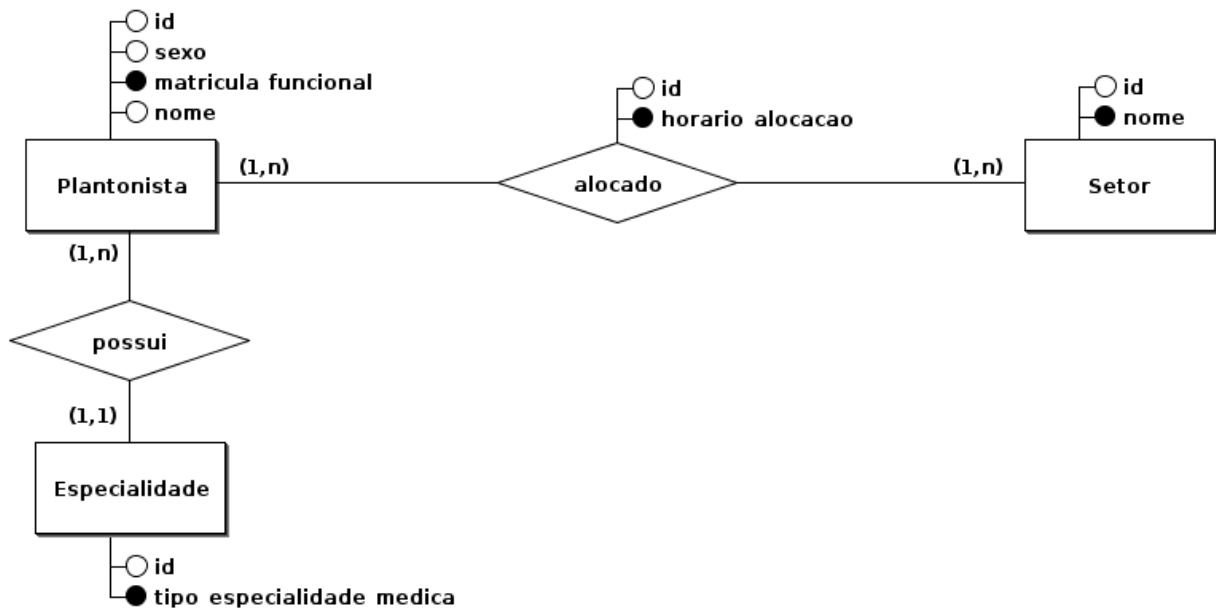 id
sexo
matricula funcional
nome
Plantonista
(1,n)
id
horario alocacao
alocado
(1,n)
id
nome
Setor
(1,n)
possui
(1,1)
Especialidade
id
tipo especialidade medica